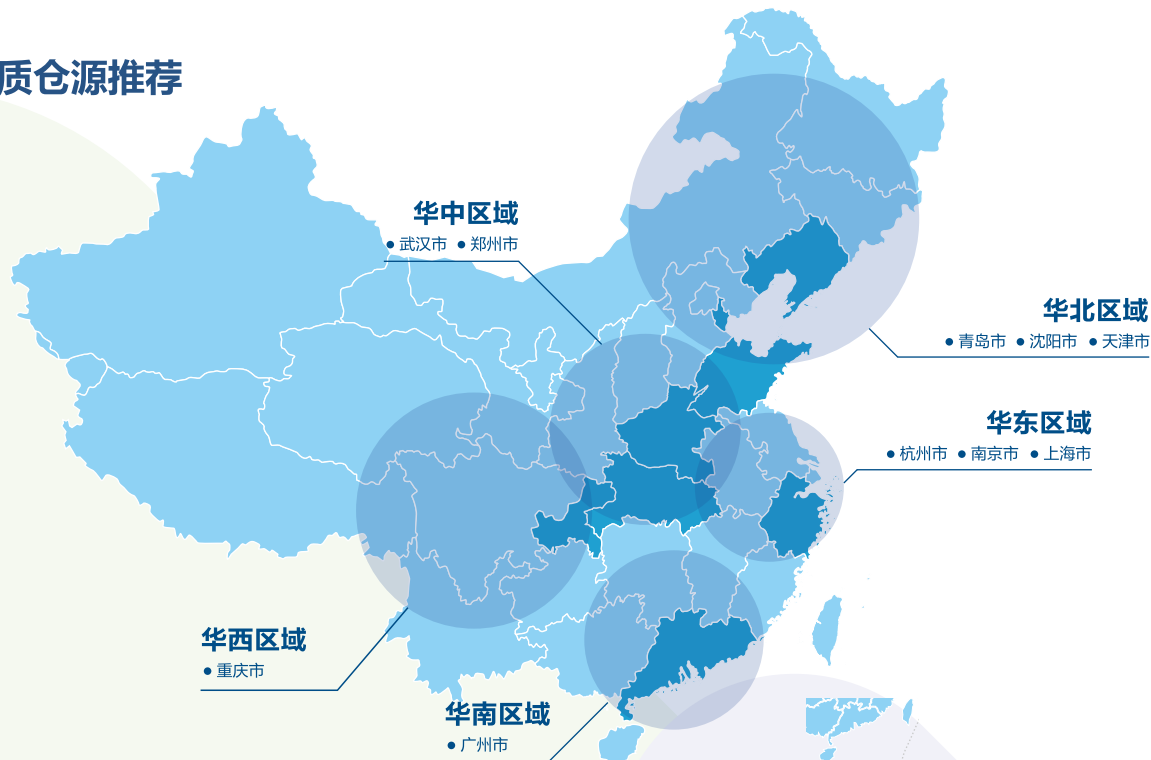 质仓源推荐
华中区域
● 武汉市 ● 郑州市
华北区域
● 青岛市 ● 沈阳市 ● 天津市
华东区域
● 杭州市 ● 南京市 ● 上海市
华西区域
● 重庆市
华南区域
● 广州市